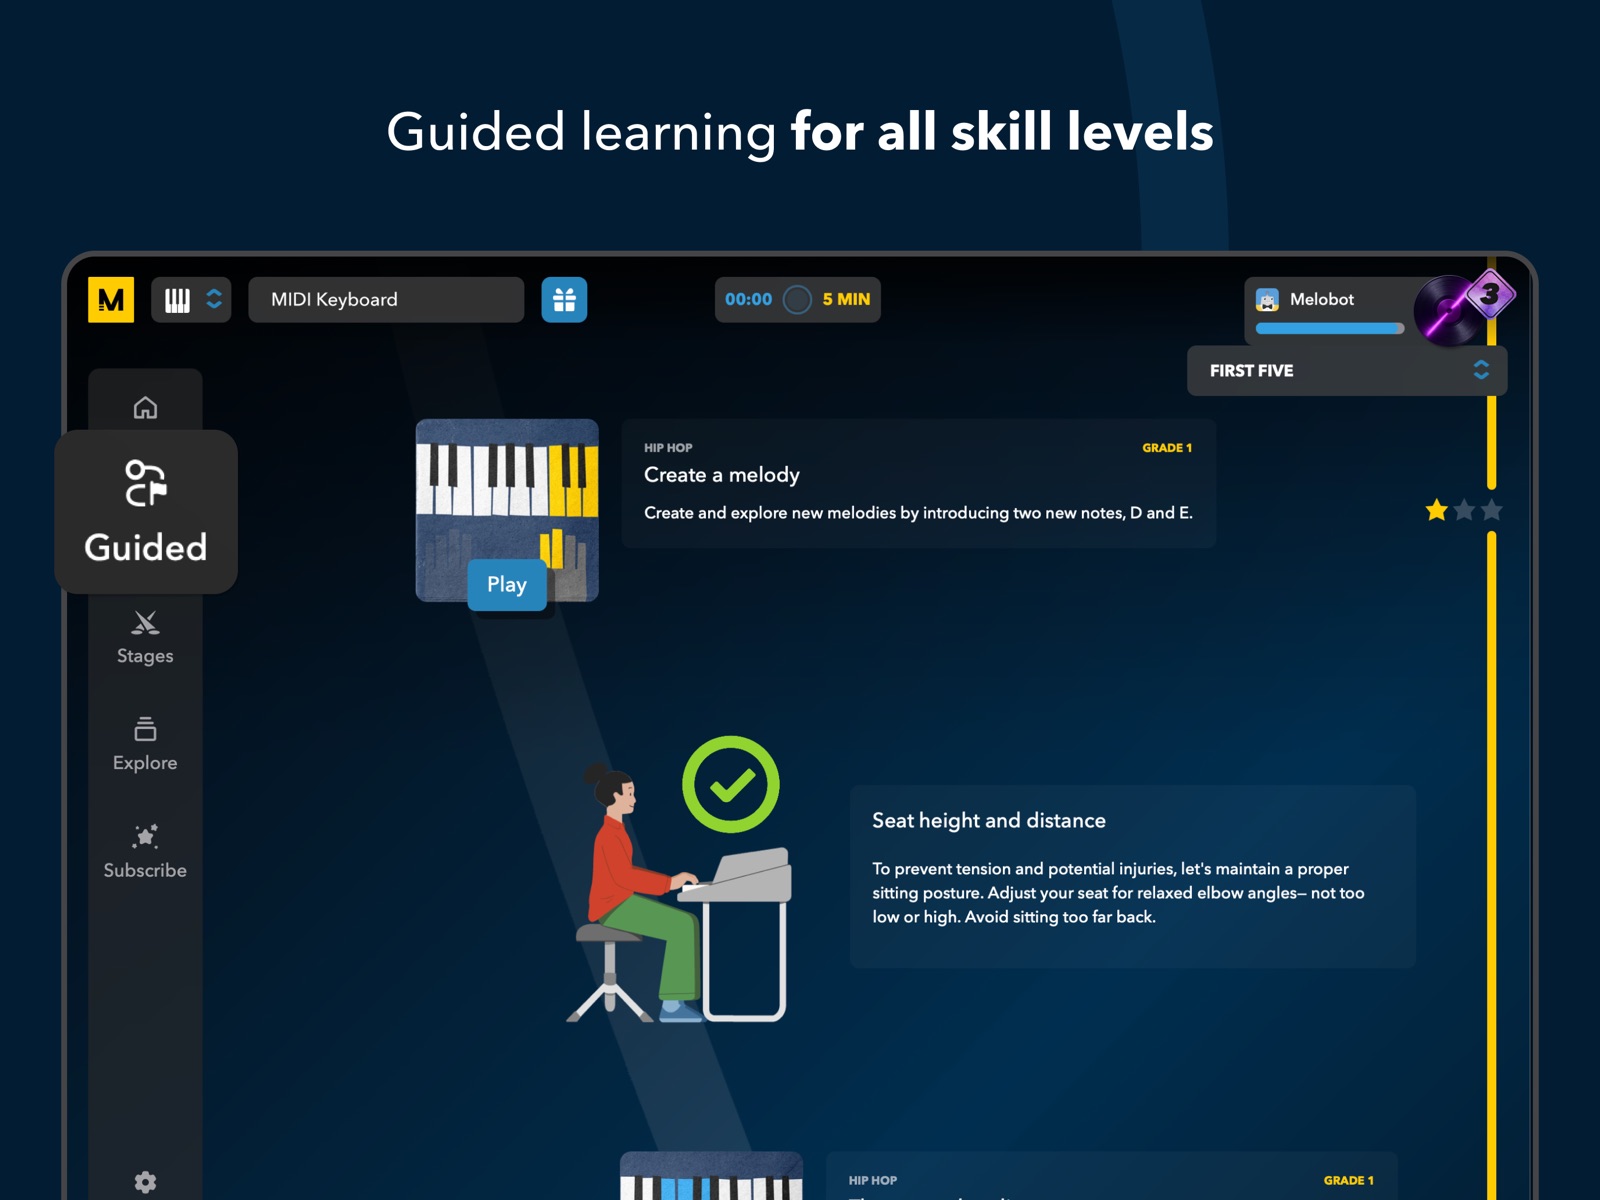 Guided learning for all skill levels
M
MIDI Keyboard
00:00
5 MIN
Melobot
3
FIRST FIVE
HIP HOP
GRADE 1
Create a melody
Create and explore new melodies by introducing two new notes, D and E.
Play
Guided
Stages
Explore
Subscribe
Seat height and distance
To prevent tension and potential injuries, let's maintain a proper
sitting posture. Adjust your seat for relaxed elbow angles– not too
low or high. Avoid sitting too far back.
HIP HOP
GRADE 1